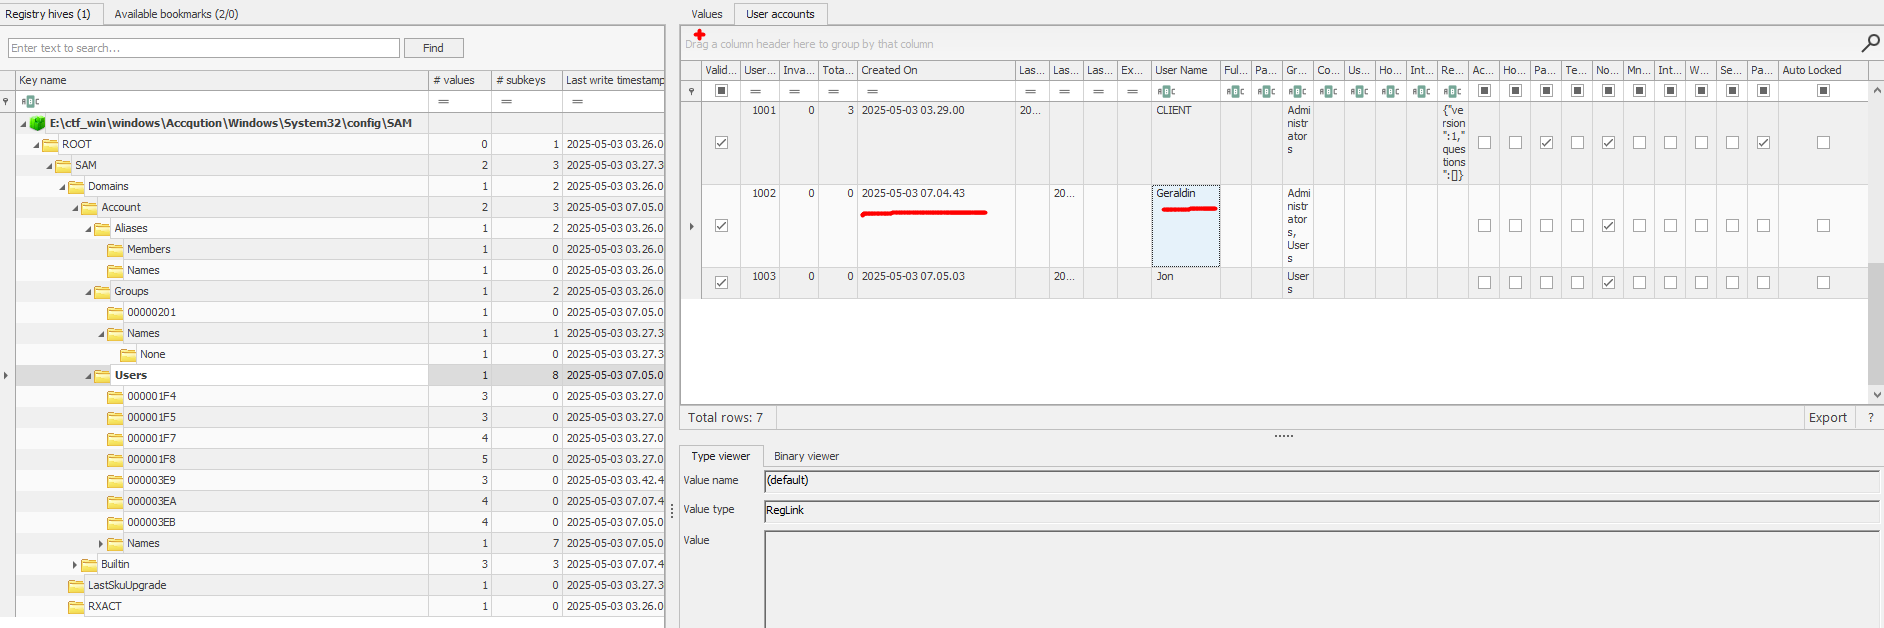 Registry hives (1) Available bookmarks (2/0)
Enter text to search... Find
Key name # values # subkeys Last write timestamp
= = =
E:\ctf_win\windows\Accqution\Windows\System32\config\SAM
ROOT 0 1 2025-05-03 03.26.0
SAM 2 3 2025-05-03 03.27.3
Domains 1 2 2025-05-03 03.26.0
Account 2 3 2025-05-03 07.05.0
Aliases 1 2 2025-05-03 03.26.0
Members 1 0 2025-05-03 03.26.0
Names 1 0 2025-05-03 03.26.0
Groups 1 2 2025-05-03 03.26.0
00000201 1 0 2025-05-03 07.05.0
Names 1 1 2025-05-03 03.27.3
None 1 0 2025-05-03 03.27.3
Users 1 8 2025-05-03 07.05.0
000001F4 3 0 2025-05-03 03.27.0
000001F5 3 0 2025-05-03 03.27.0
000001F7 4 0 2025-05-03 03.27.0
000001F8 5 0 2025-05-03 03.27.0
000003E9 3 0 2025-05-03 03.42.4
000003EA 4 0 2025-05-03 07.07.4
000003EB 4 0 2025-05-03 07.05.0
Names 1 7 2025-05-03 07.05.0
Builtin 3 3 2025-05-03 07.07.4
LastSkuUpgrade 1 0 2025-05-03 03.27.3
RXACT 1 0 2025-05-03 03.26.0
Values User accounts
Drag a column header here to group by that column
Valid... User... Inva... Tota... Created On Las... Las... Las... Ex... User Name Ful... Pa... Gr... Co... Us... Ho... Int... Re... Ac... Ho... Pa... Te... No... Mn... Int... W... Se... Pa... Auto Locked
1001 0 3 2025-05-03 03.29.00 20... CLIENT Admi {"ve
nistr rsion
ator ":1,"
s ques
tions
":[]}
1002 0 0 2025-05-03 07.04.43 20... Geraldin Admi
nistr
ator
s,
User
s
1003 0 0 2025-05-03 07.05.03 20... Jon User
s
Total rows: 7 Export ?
Type viewer Binary viewer
Value name (default)
Value type RegLink
Value